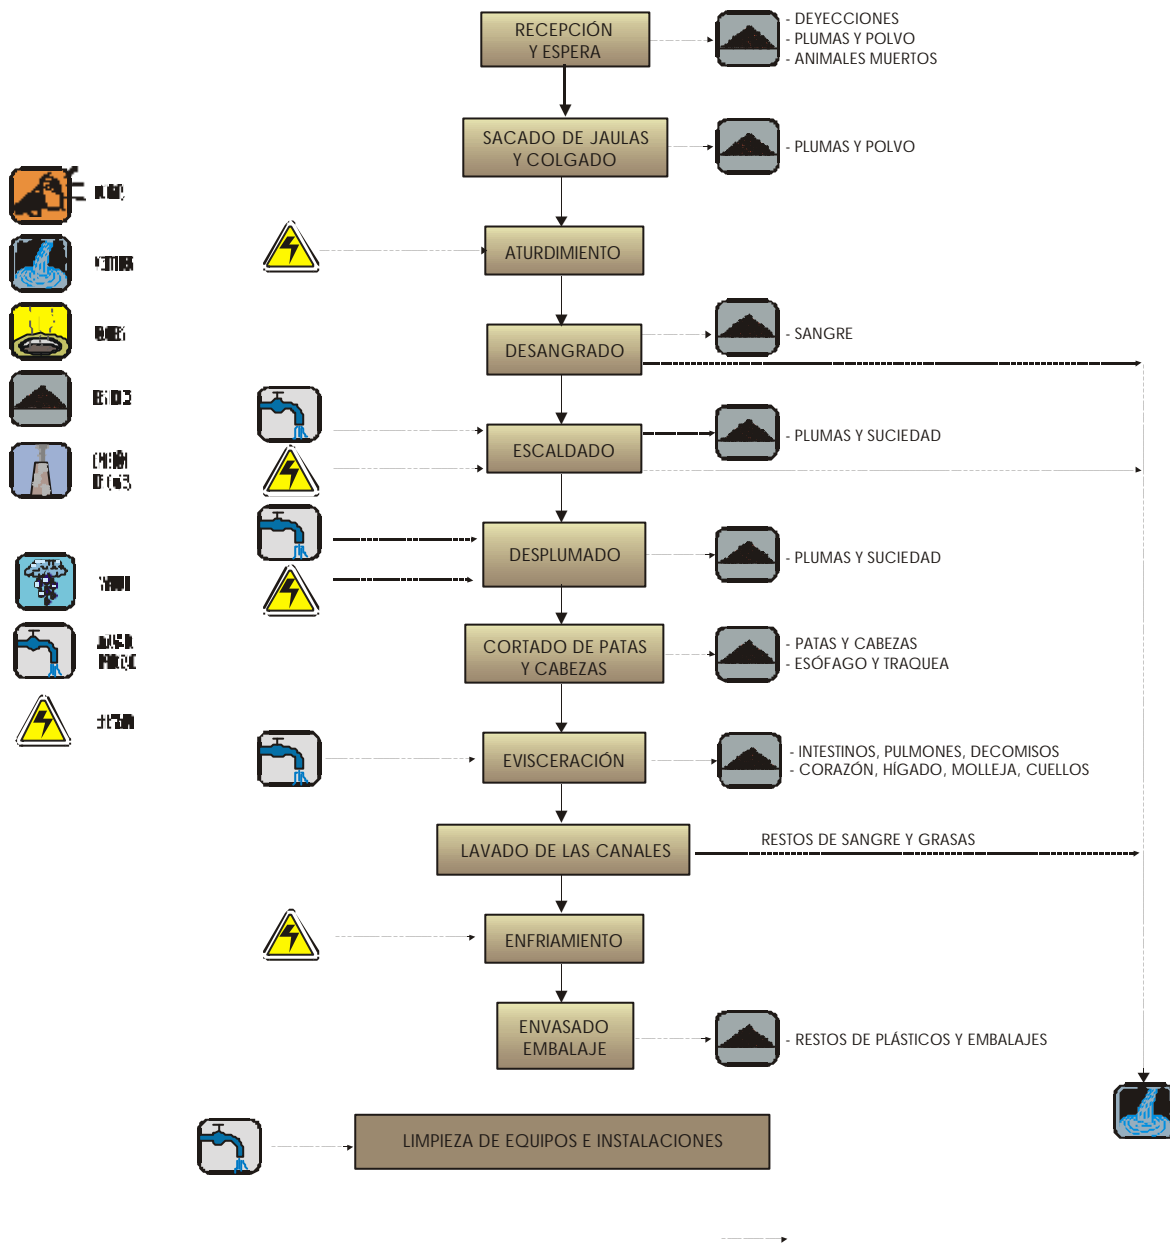 RECEPCIÓN
Y ESPERA
- DEYECCIONES
- PLUMAS Y POLVO
- ANIMALES MUERTOS
SACADO DE JAULAS
Y COLGADO
- PLUMAS Y POLVO
ATURDIMIENTO
DESANGRADO
- SANGRE
ESCALDADO
- PLUMAS Y SUCIEDAD
DESPLUMADO
- PLUMAS Y SUCIEDAD
CORTADO DE PATAS
Y CABEZAS
- PATAS Y CABEZAS
- ESÓFAGO Y TRAQUEA
EVISCERACIÓN
- INTESTINOS, PULMONES, DECOMISOS
- CORAZÓN, HÍGADO, MOLLEJA, CUELLOS
LAVADO DE LAS CANALES
RESTOS DE SANGRE Y GRASAS
ENFRIAMIENTO
ENVASADO
EMBALAJE
- RESTOS DE PLÁSTICOS Y EMBALAJES
LIMPIEZA DE EQUIPOS E INSTALACIONES